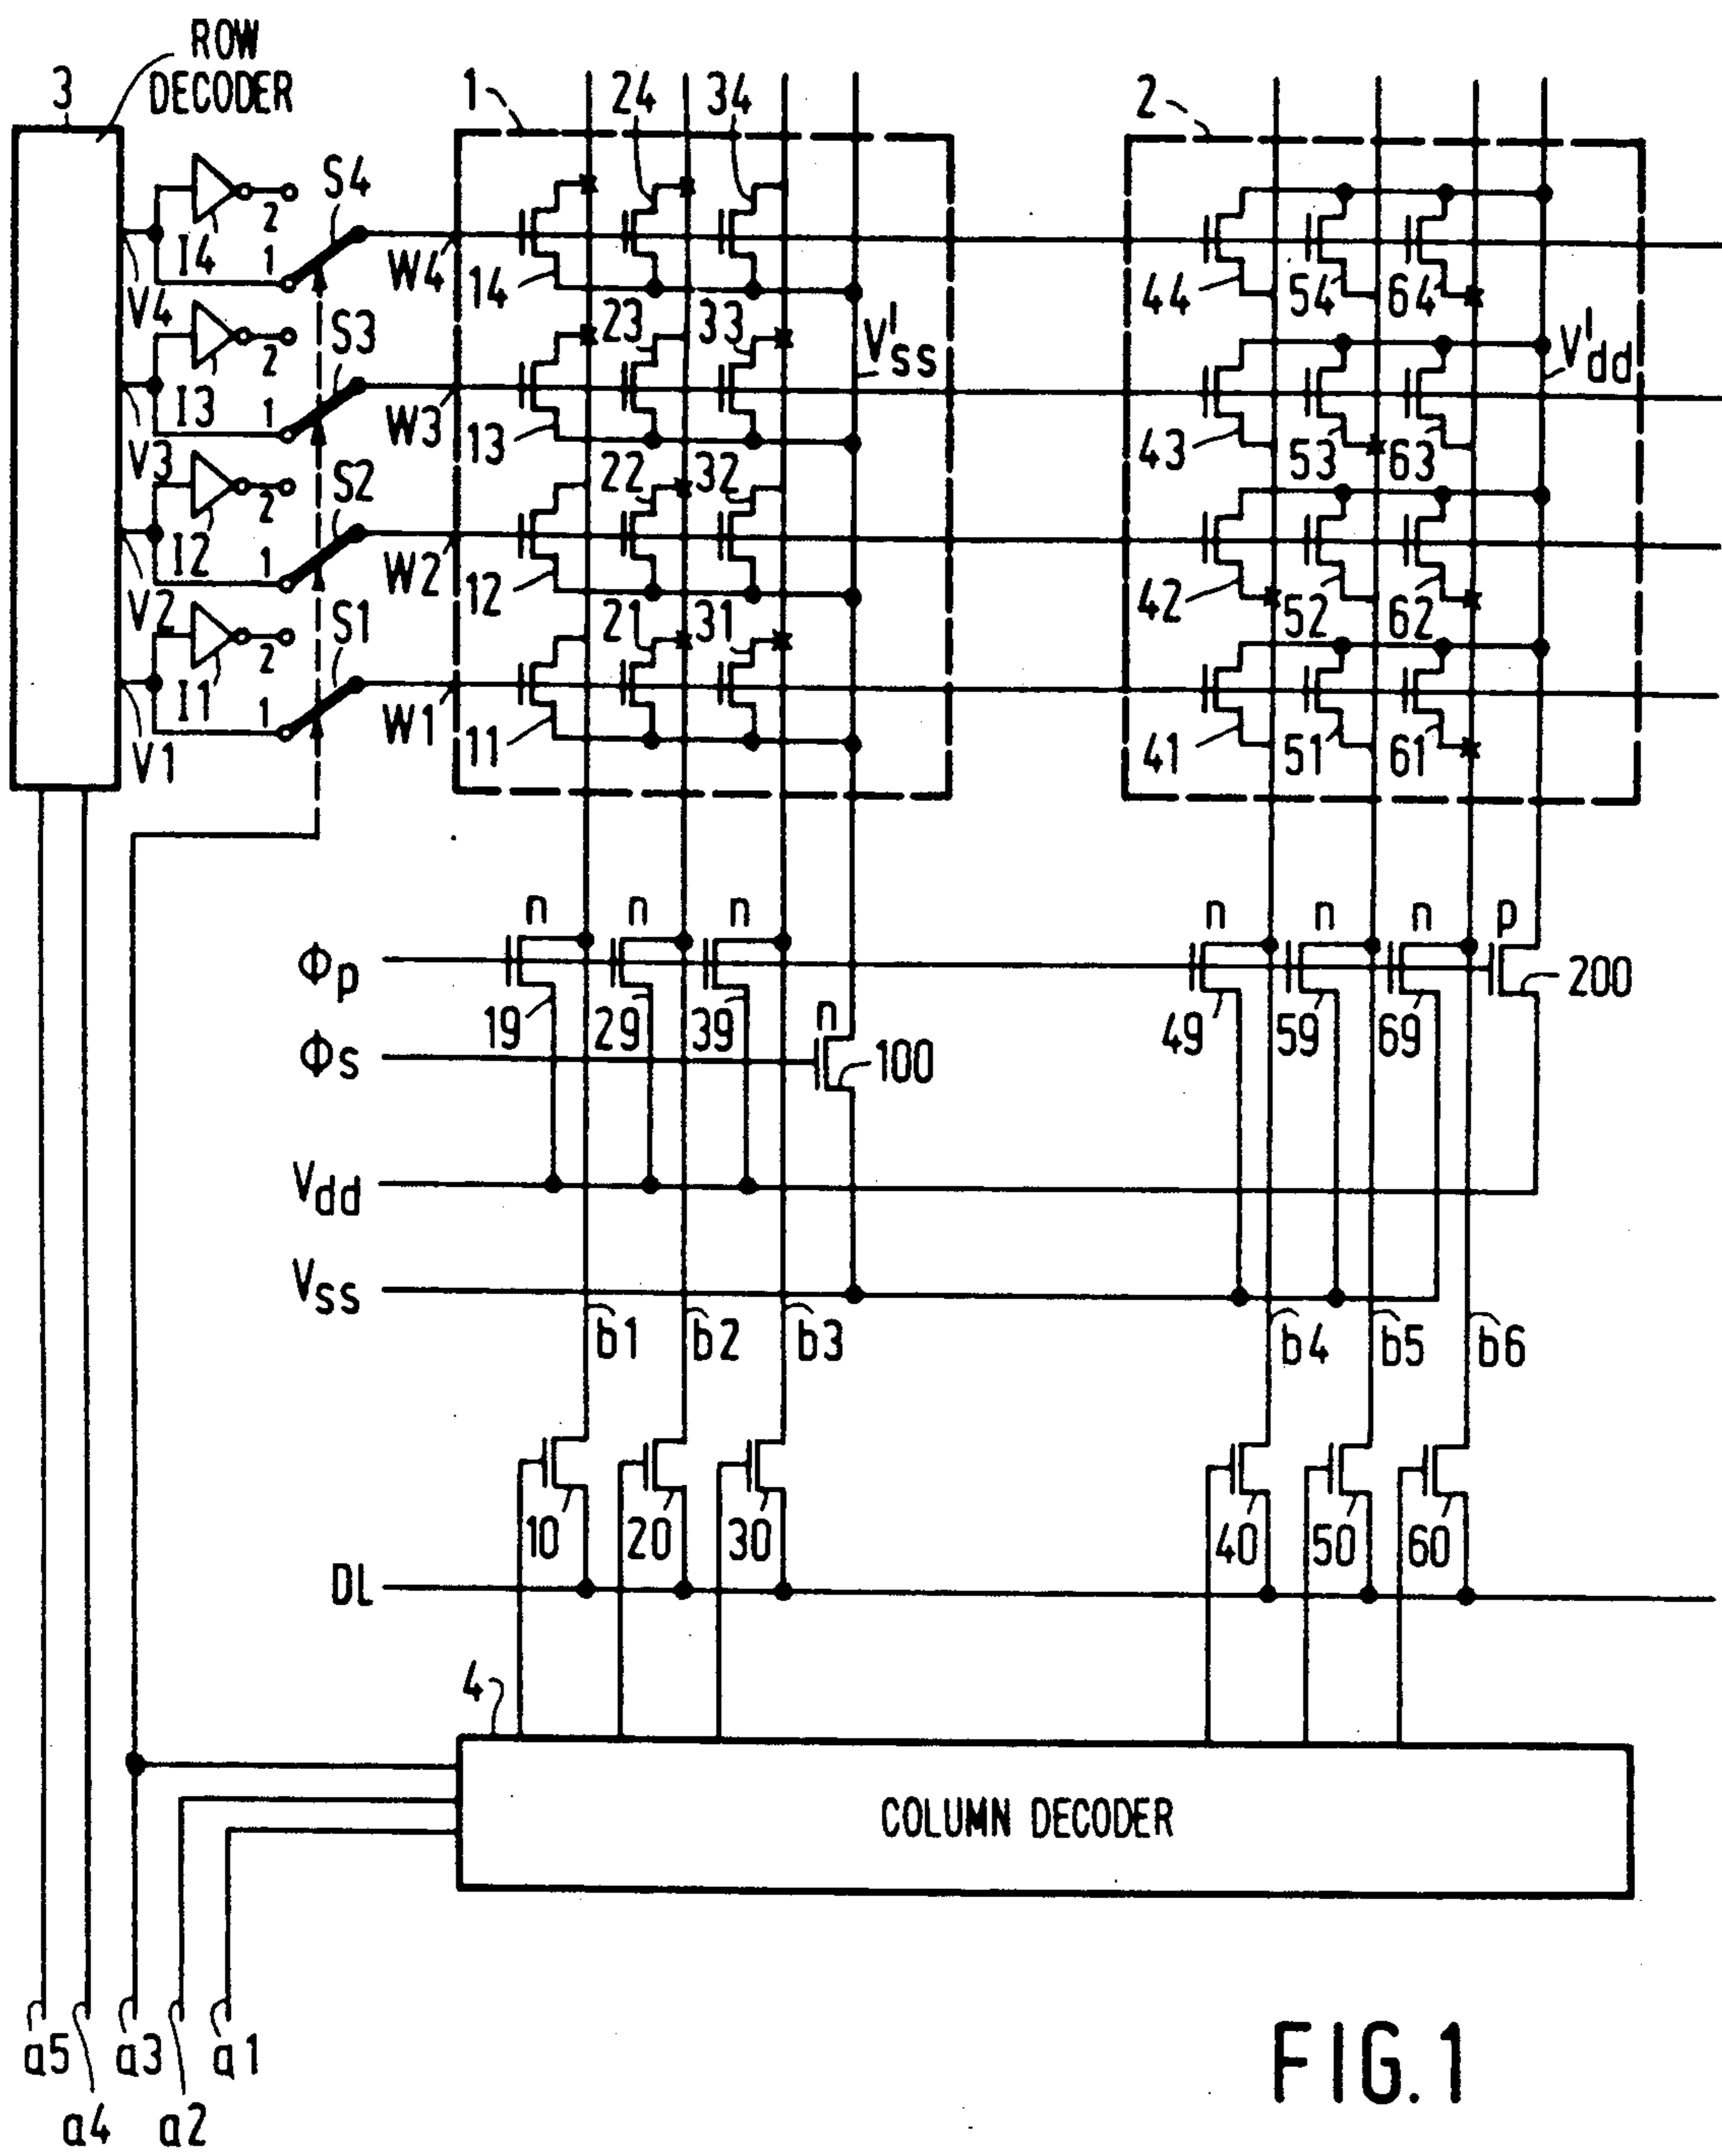 ROW
DECODER
3
1
24
34
2
I4
2
1
S4
V4
W4
14
44
54
64
I3
2
1
S3
V3
W3
23
33
13
V'ss
43
53
63
V'dd
I2
2
1
S2
V2
W2
22
32
12
42
52
62
I1
2
1
S1
V1
W1
21
31
11
41
51
61
n n n
n n n p
Φp
19 29 39
49 59 69
200
n
Φs
100
Vdd
Vss
b1 b2 b3
b4 b5 b6
10 20 30
40 50 60
DL
4
COLUMN DECODER
a5 a3 a1
a4 a2
FIG.1